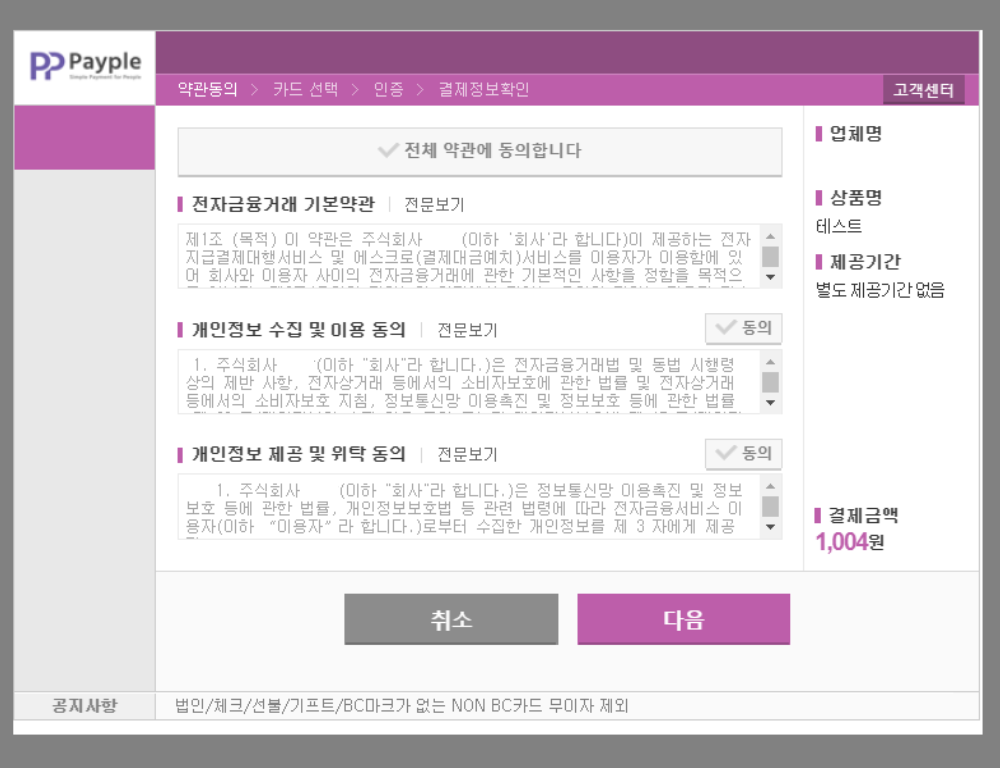 PP Payple
Simple Payment for People
약관동의 > 카드 선택 > 인증 > 결제정보확인
고객센터
전체 약관에 동의합니다
전자금융거래 기본약관 | 전문보기
제1조 (목적) 이 약관은 주식회사 (이하 '회사'라 합니다)이 제공하는 전자
지급결제대행서비스 및 에스크로(결제대금예치)서비스를 이용자가 이용함에 있
어 회사와 이용자 사이의 전자금융거래에 관한 기본적인 사항을 정함을 목적으
개인정보 수집 및 이용 동의 | 전문보기
동의
1. 주식회사 (이하 "회사"라 합니다.)은 전자금융거래법 및 동법 시행령
상의 제반 사항, 전자상거래 등에서의 소비자보호에 관한 법률 및 전자상거래
등에서의 소비자보호 지침, 정보통신망 이용촉진 및 정보보호 등에 관한 법률
개인정보 제공 및 위탁 동의 | 전문보기
동의
1. 주식회사 (이하 "회사"라 합니다.)은 정보통신망 이용촉진 및 정보
보호 등에 관한 법률, 개인정보보호법 등 관련 법령에 따라 전자금융서비스 이
용자(이하 “이용자” 라 합니다.)로부터 수집한 개인정보를 제 3 자에게 제공
업체명
상품명
테스트
제공기간
별도 제공기간 없음
결제금액
1,004원
취소
다음
공지사항
법인/체크/선불/기프트/BC마크가 없는 NON BC카드 무이자 제외